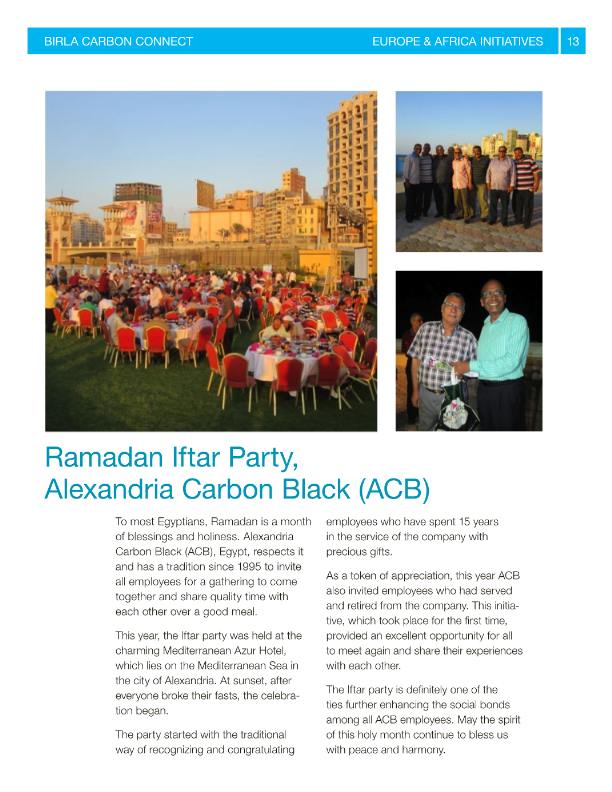 BIRLA CARBON CONNECT
EUROPE & AFRICA INITIATIVES 13
Ramadan Iftar Party,
Alexandria Carbon Black (ACB)
To most Egyptians, Ramadan is a month
of blessings and holiness. Alexandria
Carbon Black (ACB), Egypt, respects it
and has a tradition since 1995 to invite
all employees for a gathering to come
together and share quality time with
each other over a good meal.
This year, the Iftar party was held at the
charming Mediterranean Azur Hotel,
which lies on the Mediterranean Sea in
the city of Alexandria. At sunset, after
everyone broke their fasts, the celebra-
tion began.
The party started with the traditional
way of recognizing and congratulating
employees who have spent 15 years
in the service of the company with
precious gifts.
As a token of appreciation, this year ACB
also invited employees who had served
and retired from the company. This initia-
tive, which took place for the first time,
provided an excellent opportunity for all
to meet again and share their experiences
with each other.
The Iftar party is definitely one of the
ties further enhancing the social bonds
among all ACB employees. May the spirit
of this holy month continue to bless us
with peace and harmony.